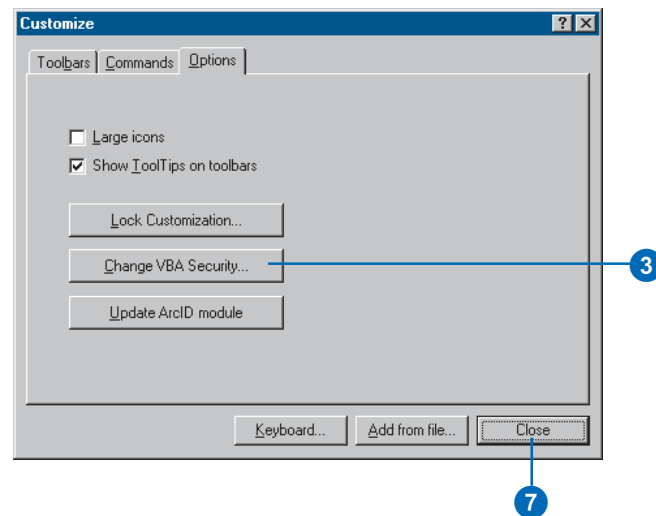 Customize
Toolbars Commands Options
Large icons
Show ToolTips on toolbars
Lock Customization...
Change VBA Security...
3
Update ArcID module
Keyboard... Add from file... Close
7